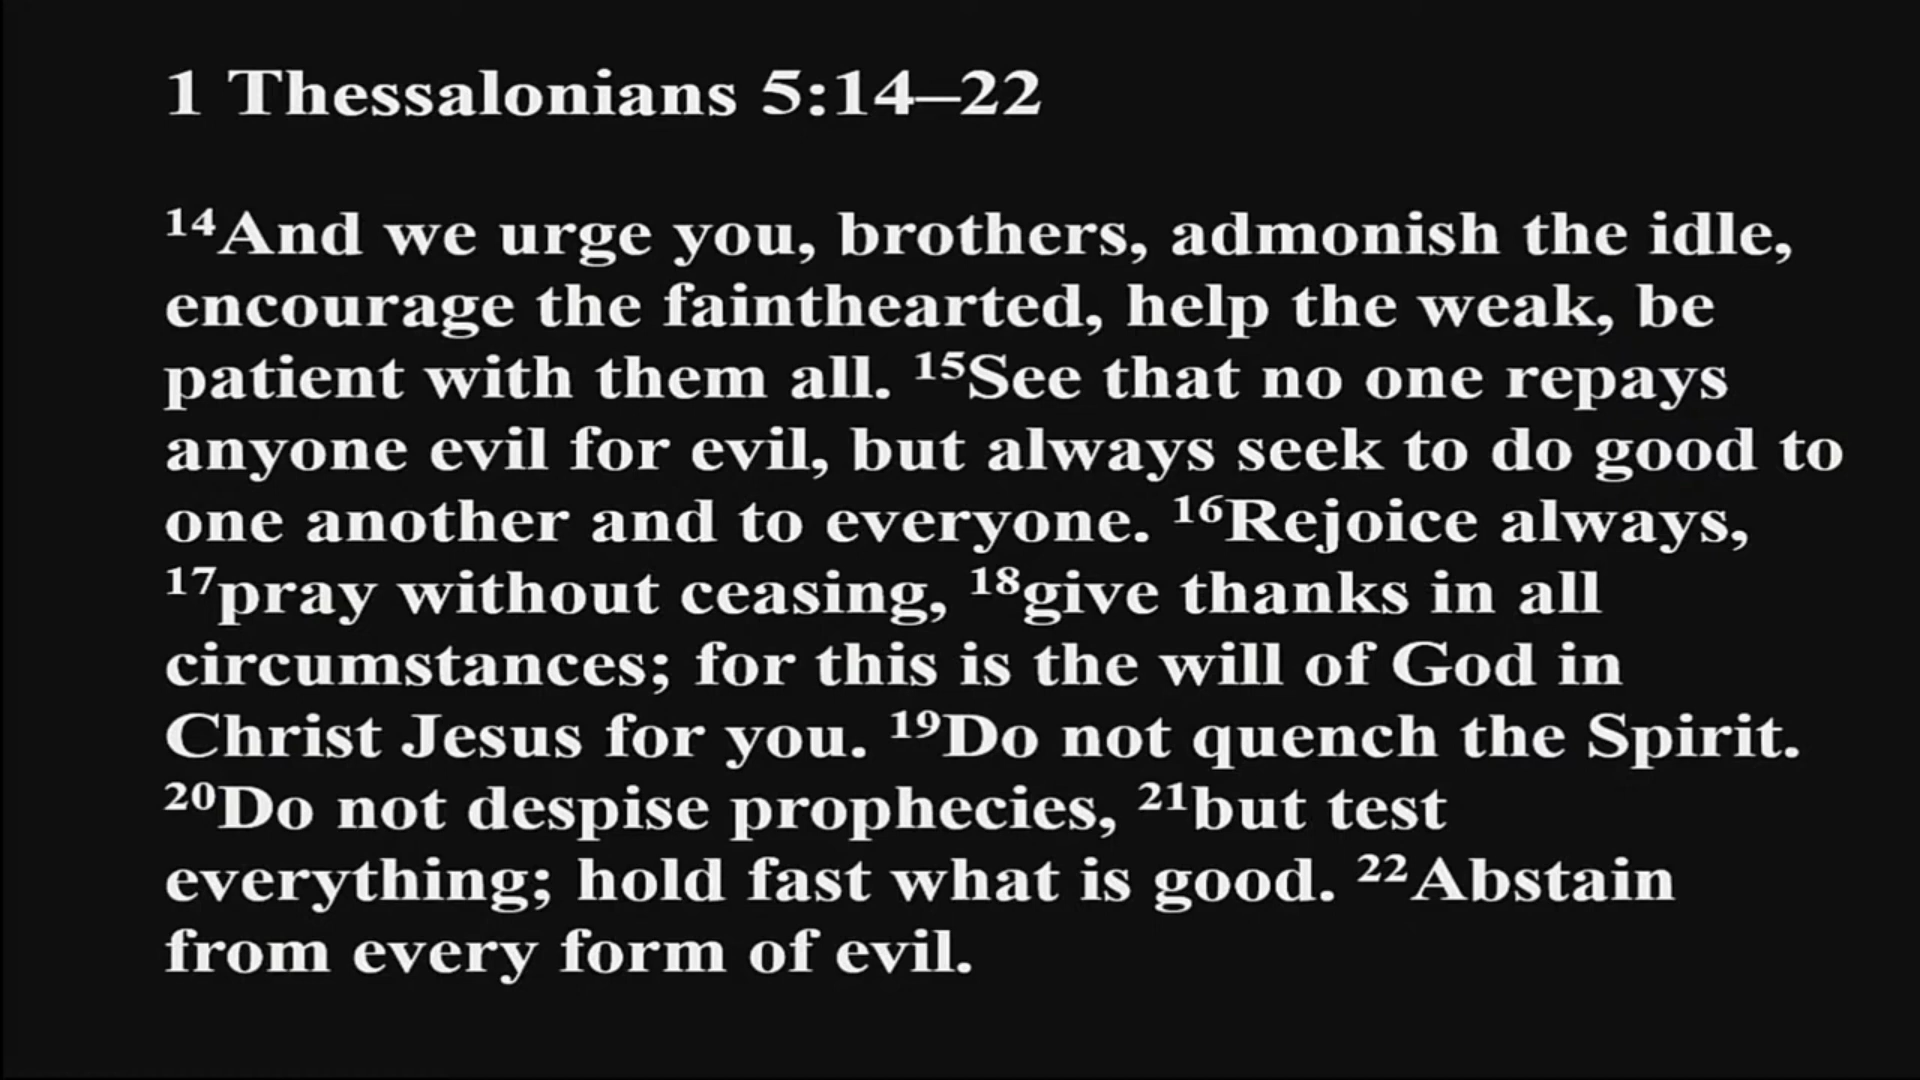 1 Thessalonians 5:14–22
¹⁴And we urge you, brothers, admonish the idle,
encourage the fainthearted, help the weak, be
patient with them all. ¹⁵See that no one repays
anyone evil for evil, but always seek to do good to
one another and to everyone. ¹⁶Rejoice always,
¹⁷pray without ceasing, ¹⁸give thanks in all
circumstances; for this is the will of God in
Christ Jesus for you. ¹⁹Do not quench the Spirit.
²⁰Do not despise prophecies, ²¹but test
everything; hold fast what is good. ²²Abstain
from every form of evil.